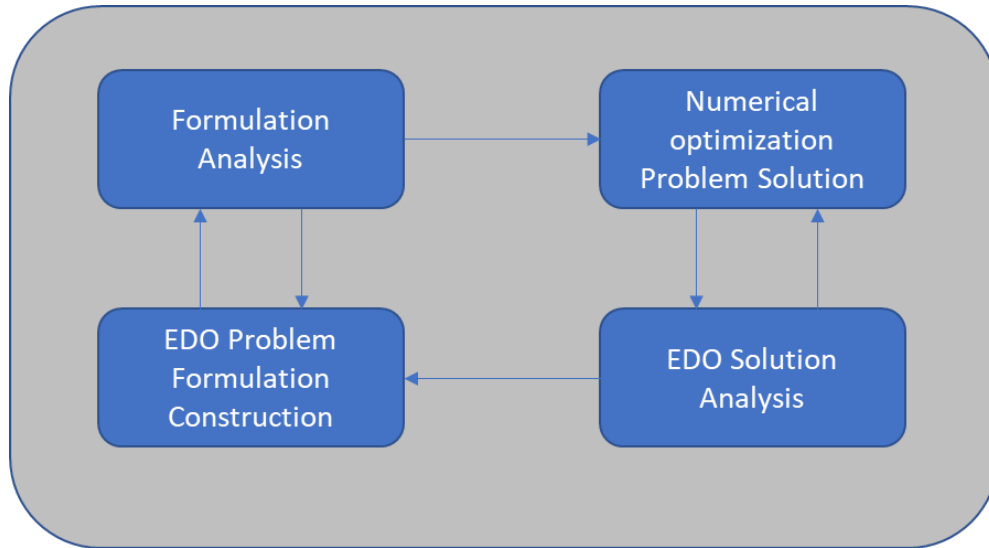 Formulation
Analysis
Numerical
optimization
Problem Solution
EDO Problem
Formulation
Construction
EDO Solution
Analysis